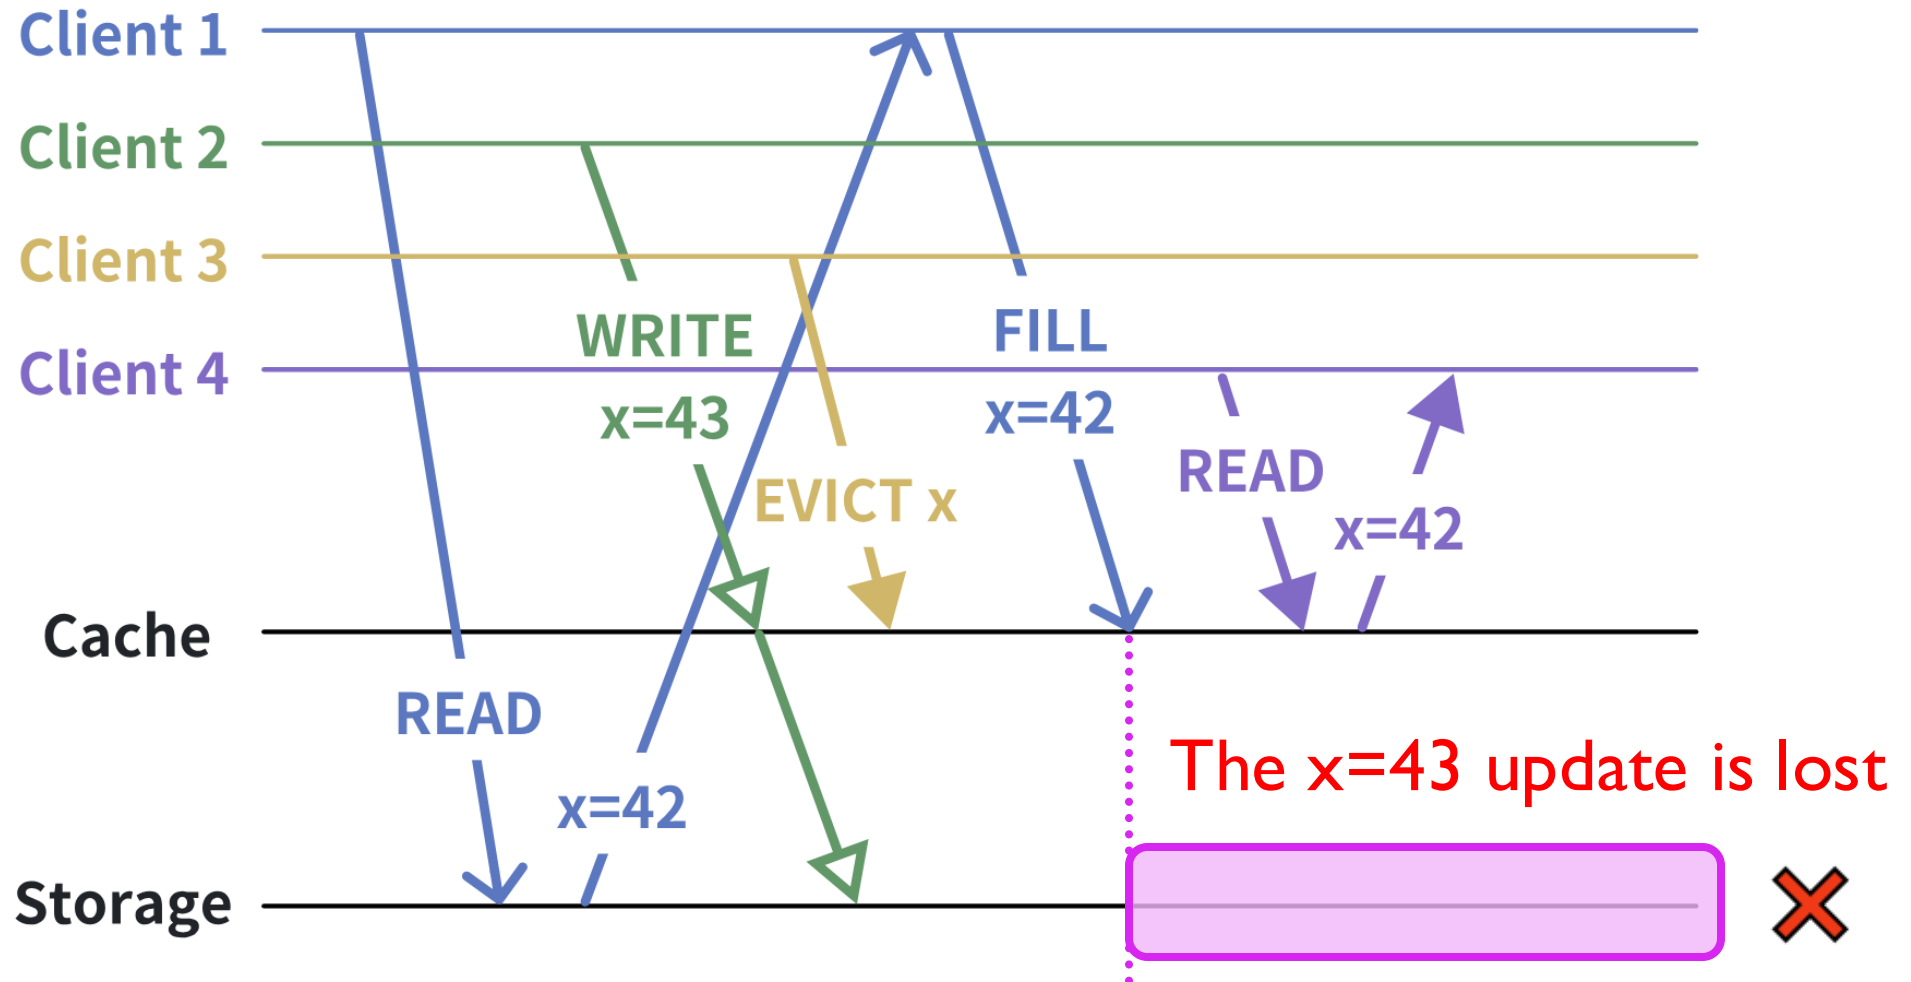 Client 1
Client 2
Client 3
Client 4
WRITE
x=43
FILL
x=42
EVICT x
READ
x=42
Cache
READ
x=42
The x=43 update is lost
Storage